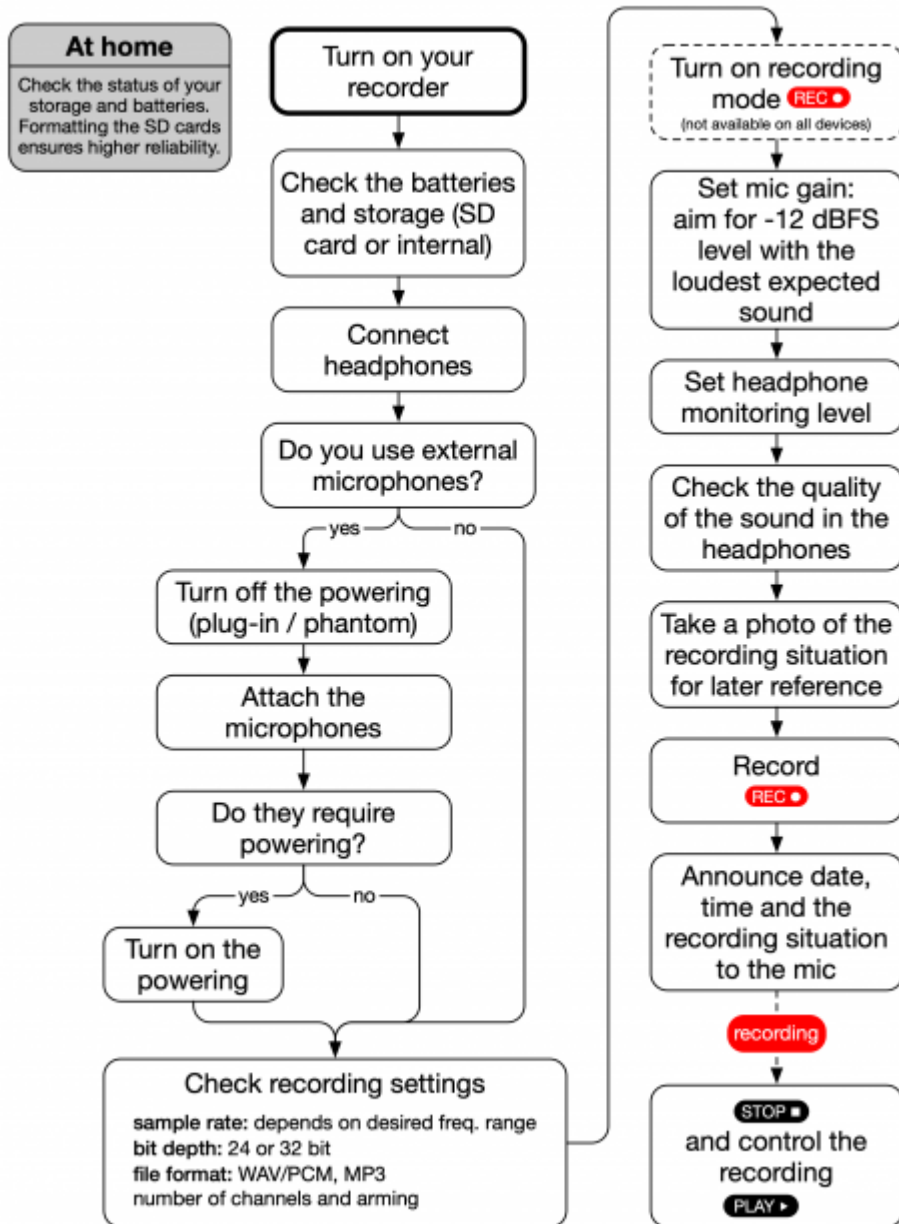 At home
Check the status of your
storage and batteries.
Formatting the SD cards
ensures higher reliability.
Turn on your
recorder
Check the batteries
and storage (SD
card or internal)
Connect
headphones
Do you use external
microphones?
yes
no
Turn off the powering
(plug-in / phantom)
Attach the
microphones
Do they require
powering?
yes
no
Turn on the
powering
Check recording settings
sample rate: depends on desired freq. range
bit depth: 24 or 32 bit
file format: WAV/PCM, MP3
number of channels and arming
Turn on recording
mode REC
(not available on all devices)
Set mic gain:
aim for -12 dBFS
level with the
loudest expected
sound
Set headphone
monitoring level
Check the quality
of the sound in the
headphones
Take a photo of the
recording situation
for later reference
Record
REC
Announce date,
time and the
recording situation
to the mic
recording
STOP
and control the
recording
PLAY